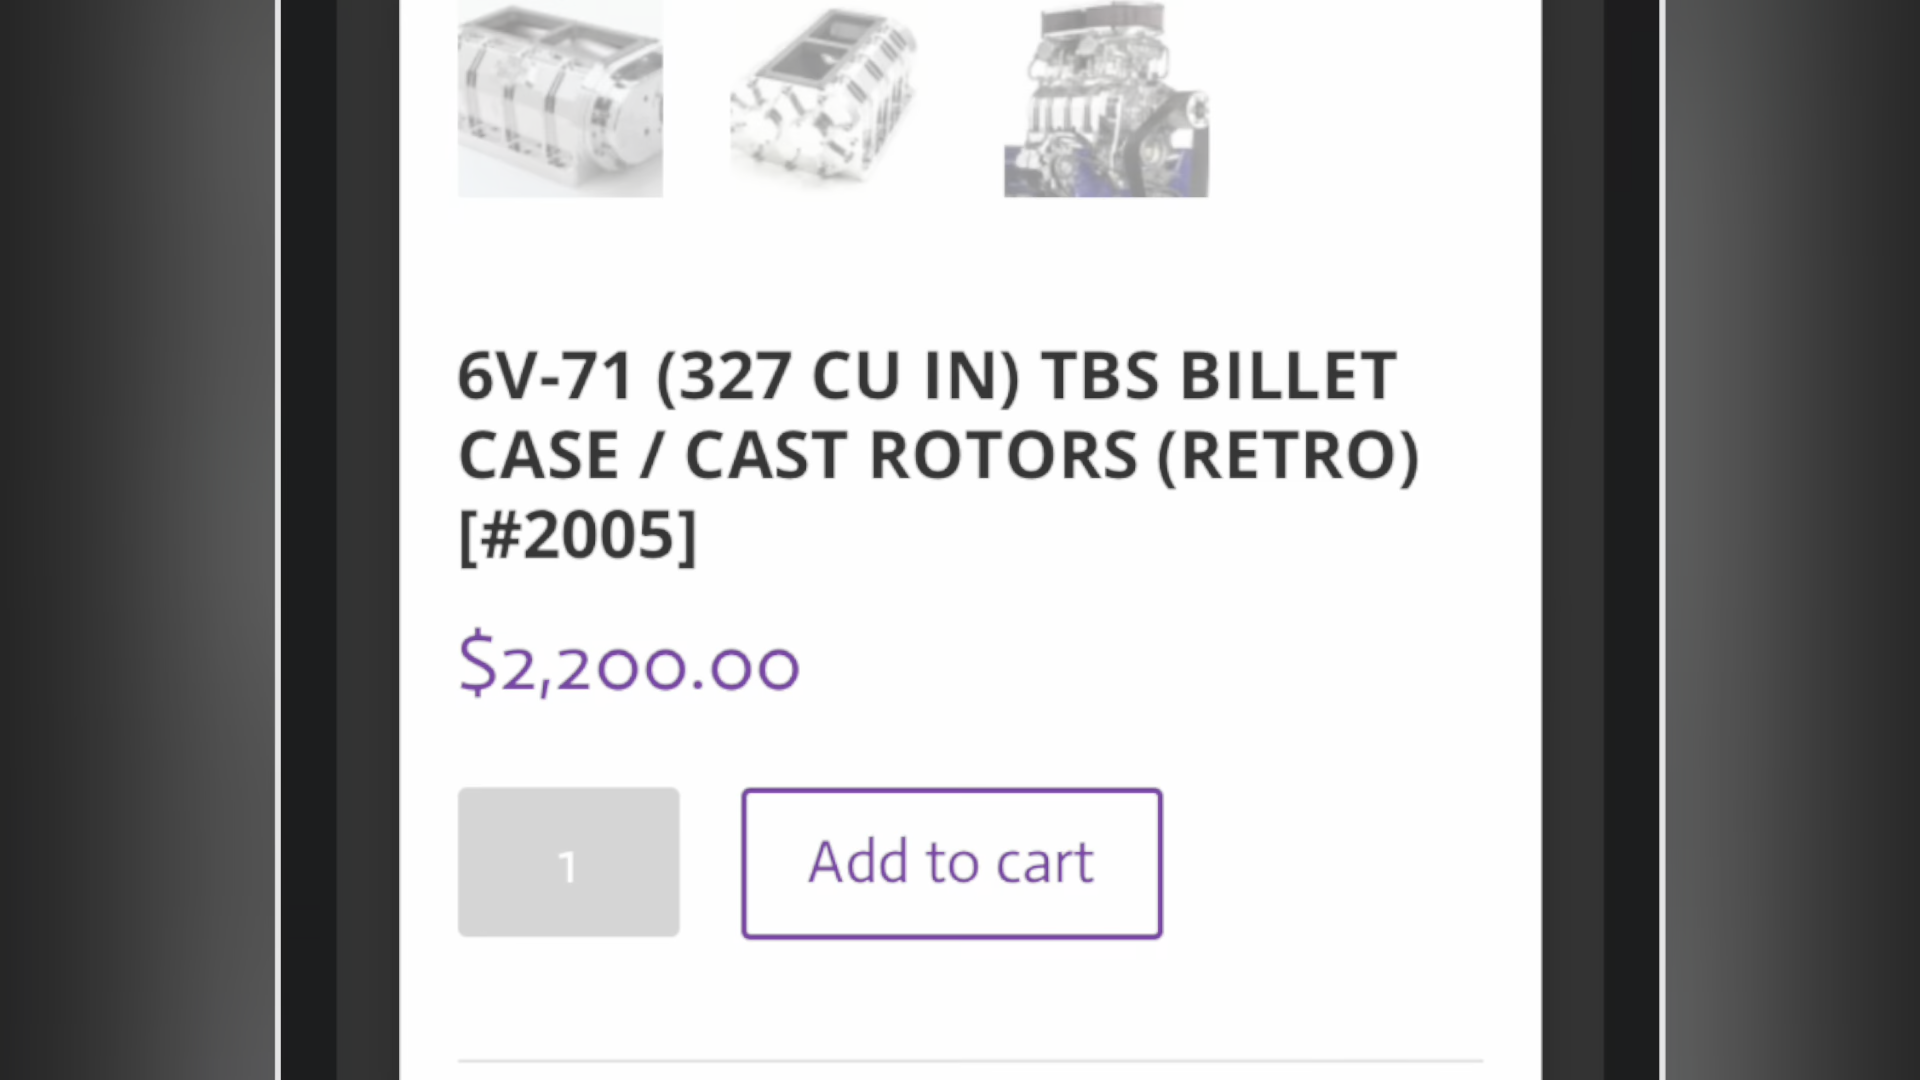 6V-71 (327 CU IN) TBS BILLET
CASE / CAST ROTORS (RETRO)
[#2005]
$2,200.00
1
Add to cart